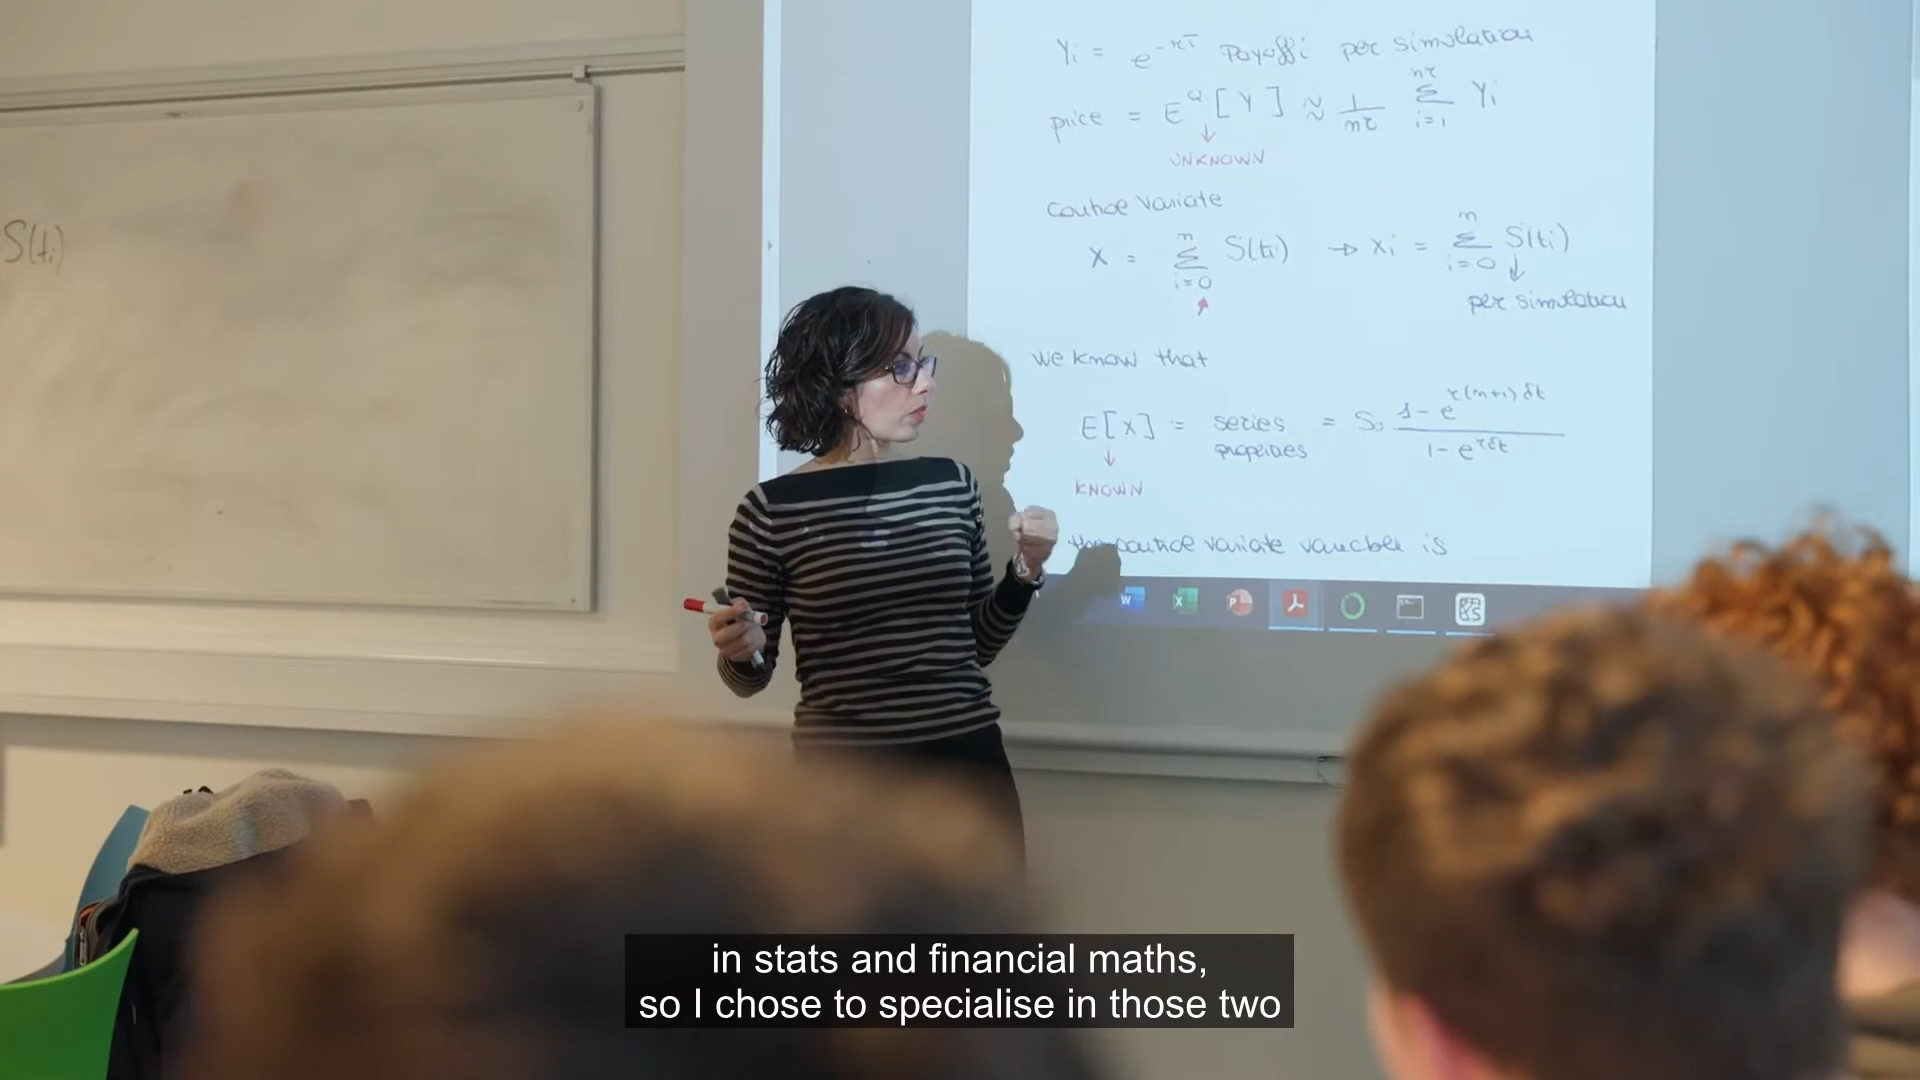 S(ti)
Yi = e^-rT Payoffi per simulation
price = E^Q [ Y ] ≈ 1/nr Σ_{i=1}^{nr} Yi
↓
UNKNOWN
Control Variate
X = Σ_{i=0}^{n} S(ti) → Xi = Σ_{i=0}^{n} S(ti)
↓
per simulation
We know that
E[X] = series properties = S0 (1 - e^{r(n+1)δt}) / (1 - e^{rδt})
↓
KNOWN
the control variate variable is
in stats and financial maths,
so I chose to specialise in those two